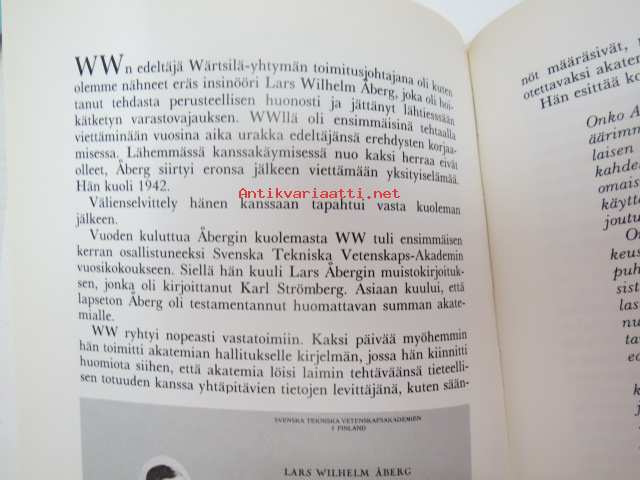 WWn edeltäjä Wärtsilä-yhtymän toimitusjohtajana oli kuten
olemme nähneet eräs insinööri Lars Wilhelm Åberg, joka oli hoi-
tanut tehdasta perusteellisen huonosti ja jättänyt lähtiessään
kätketyn varastovajauksen. WWllä oli ensimmäisinä tehtaalla
viettäminään vuosina aika urakka edeltäjänsä erehdysten korjaa-
misessa. Lähemmässä kanssakäymisessä nuo kaksi herraa eivät
olleet, Åberg siirtyi eronsa jälkeen viettämään yksityiselämää.
Hän kuoli 1942.
Antikvariaatti.net
Välienselvittely hänen kanssaan tapahtui vasta kuoleman
jälkeen.
Vuoden kuluttua Åbergin kuolemasta WW tuli ensimmäisen
kerran osallistuneeksi Svenska Tekniska Vetenskaps-Akademin
vuosikokoukseen. Siellä hän kuuli Lars Åbergin muistokirjoituk-
sen, jonka oli kirjoittanut Karl Strömberg. Asiaan kuului, että
lapseton Åberg oli testamentannut huomattavan summan akate-
mialle.
WW ryhtyi nopeasti vastatoimiin. Kaksi päivää myöhemmin
hän toimitti akatemian hallitukselle kirjelmän, jossa hän kiinnitti
huomiota siihen, että akatemia löisi laimin tehtäväänsä tieteelli-
sen totuuden kanssa yhtäpitävien tietojen levittäjänä, kuten sään-
SVENSKA TEKNISKA VETENSKAPSAKADEMIEN
I FINLAND
LARS WILHELM ÅBERG
nöt määräsivät,
otettavaksi akatem
Hän esittää ko
Onko Å
äärimm
laisen
kahde
omais
käyttö
joutu
On
keus
puh
sist
las
nu
tav
ed